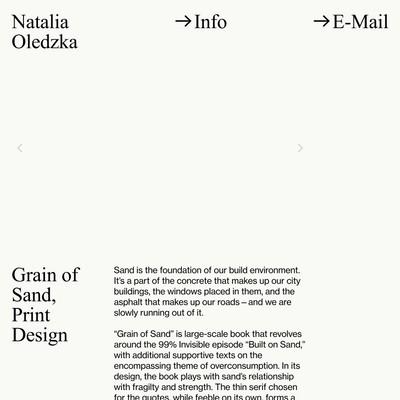 Natalia
Oledzka
→Info
→E-Mail
Grain of
Sand,
Print
Design
Sand is the foundation of our build environment.
It's a part of the concrete that makes up our city
buildings, the windows placed in them, and the
asphalt that makes up our roads – and we are
slowly running out of it.
“Grain of Sand” is large-scale book that revolves
around the 99% Invisible episode “Built on Sand,”
with additional supportive texts on the
encompassing theme of overconsumption. In its
design, the book plays with sand's relationship
with fragilty and strength. The thin serif chosen
for the quotes, while feeble on its own, forms a